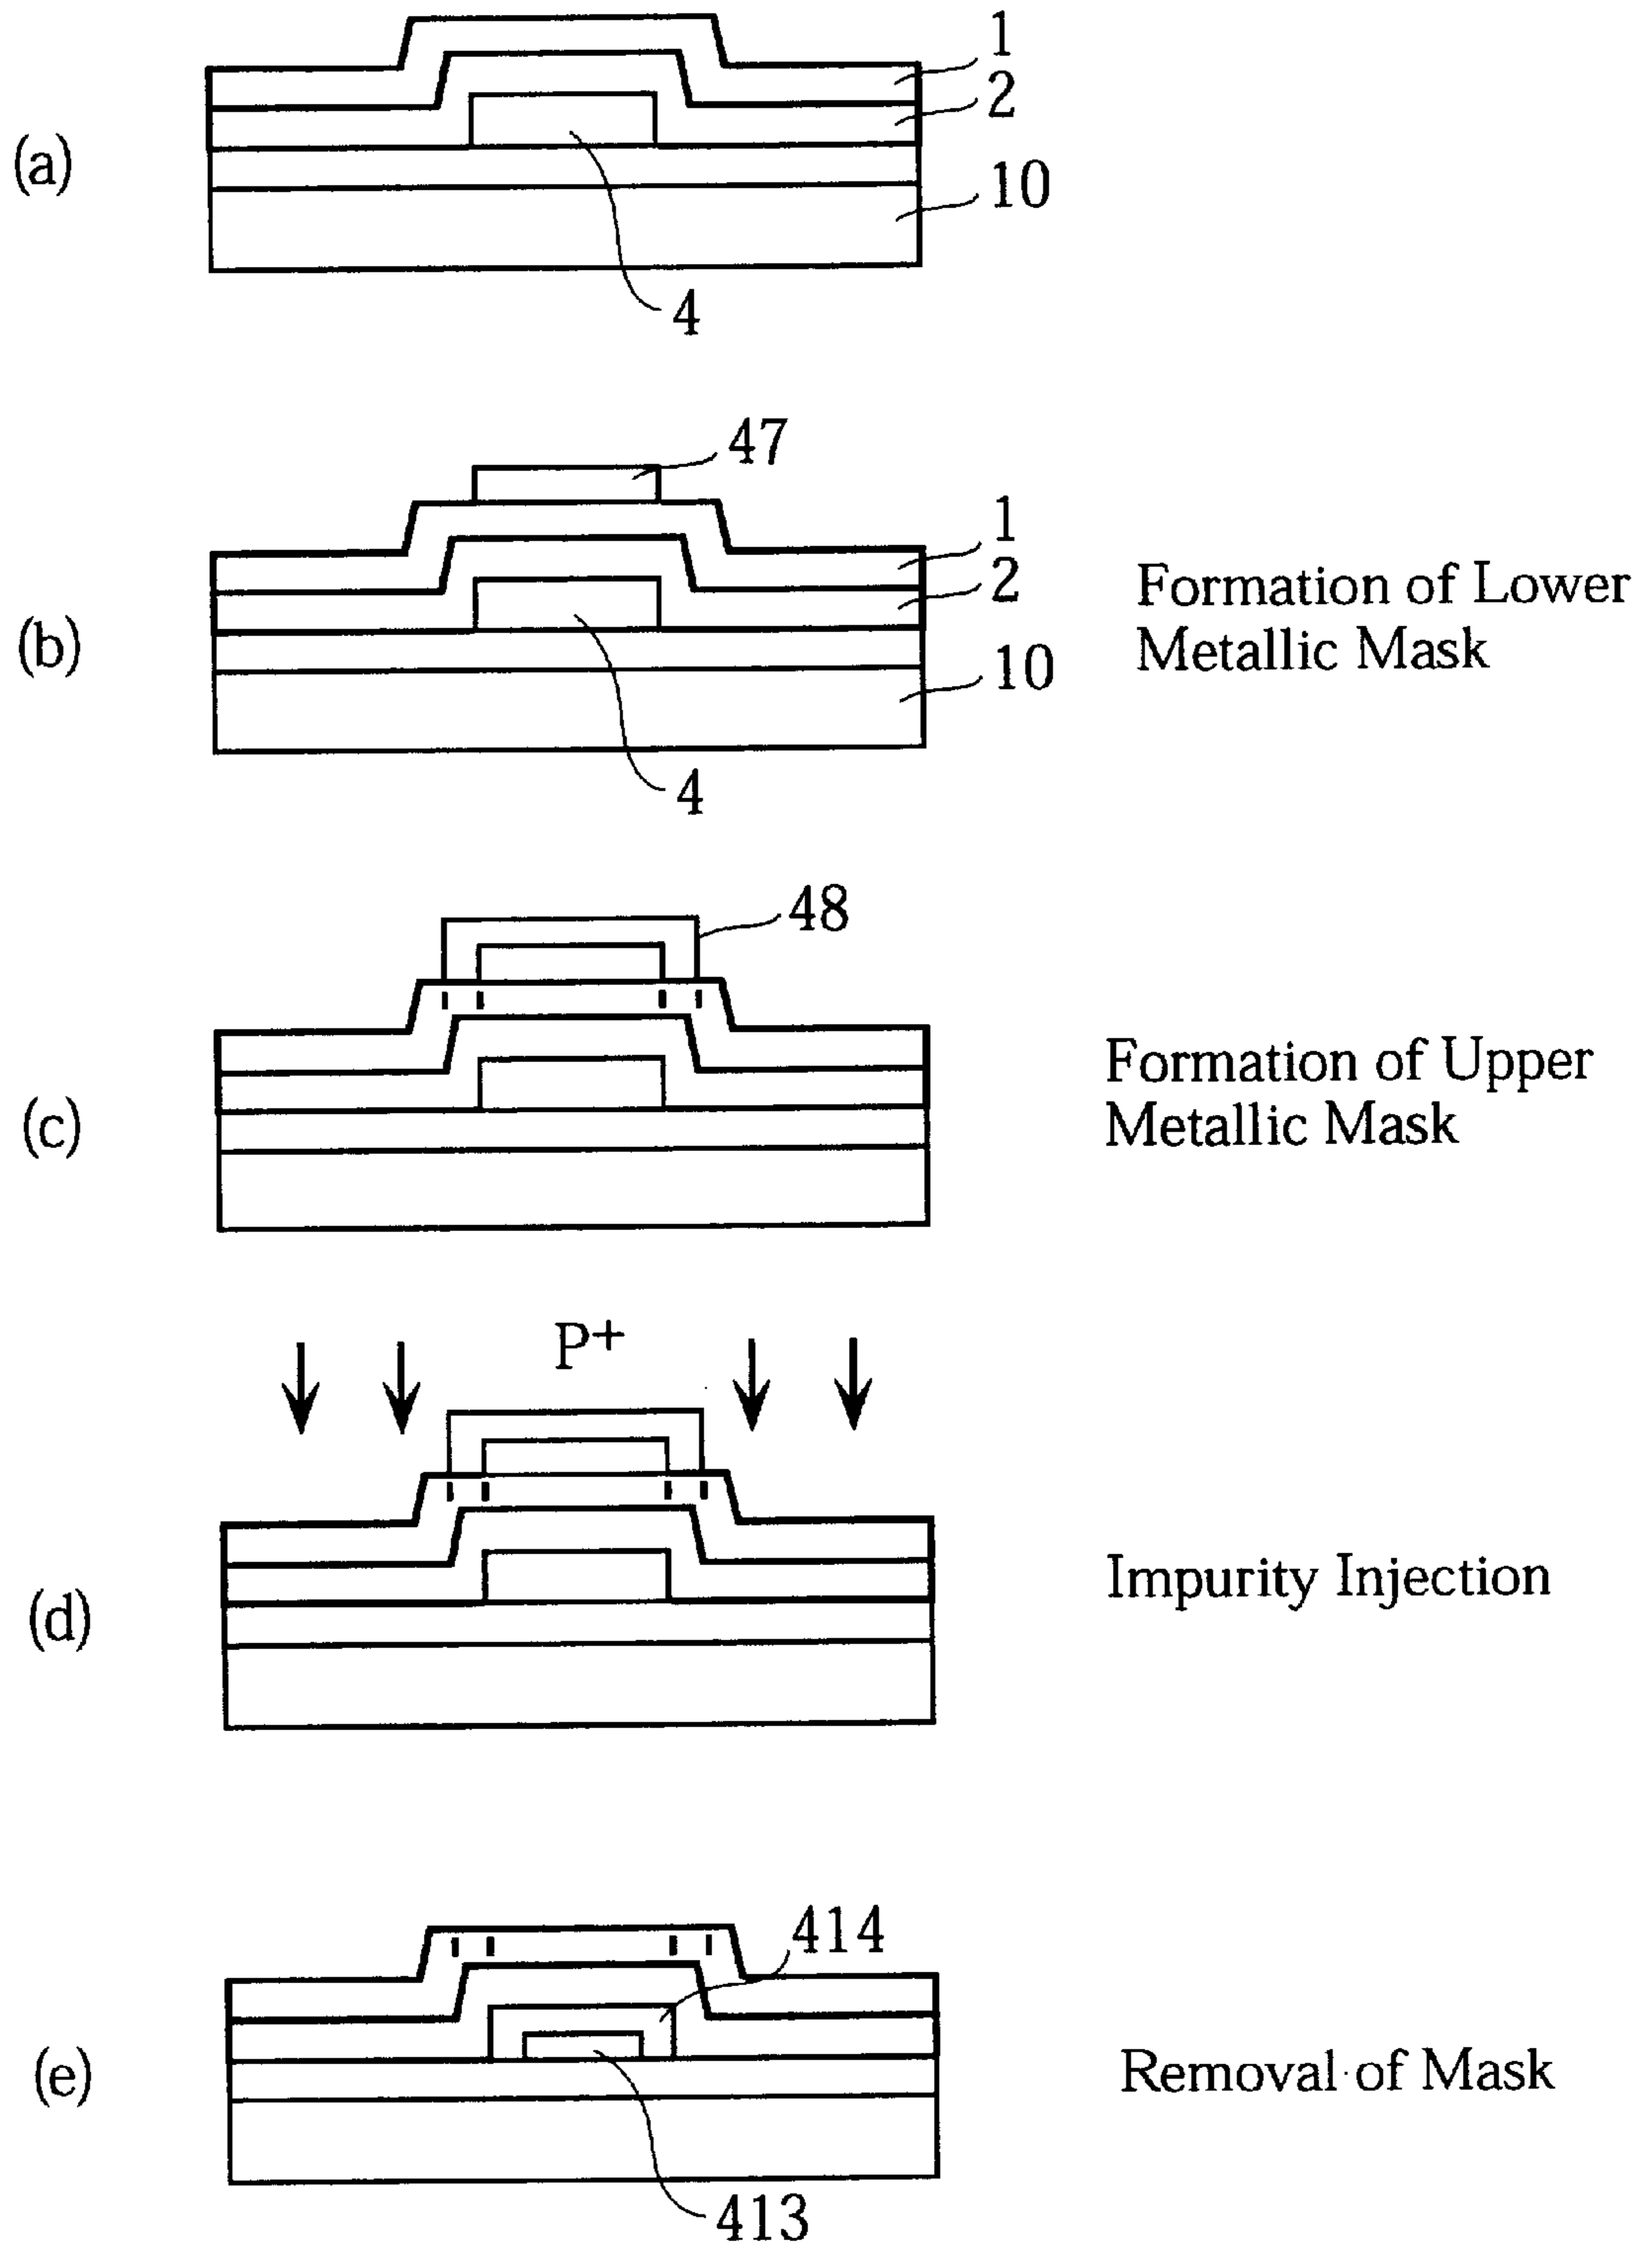 1
2
(a)
10
4
47
1
2
Formation of Lower
Metallic Mask
(b)
10
4
48
Formation of Upper
Metallic Mask
(c)
P+
Impurity Injection
(d)
414
Removal of Mask
(e)
413